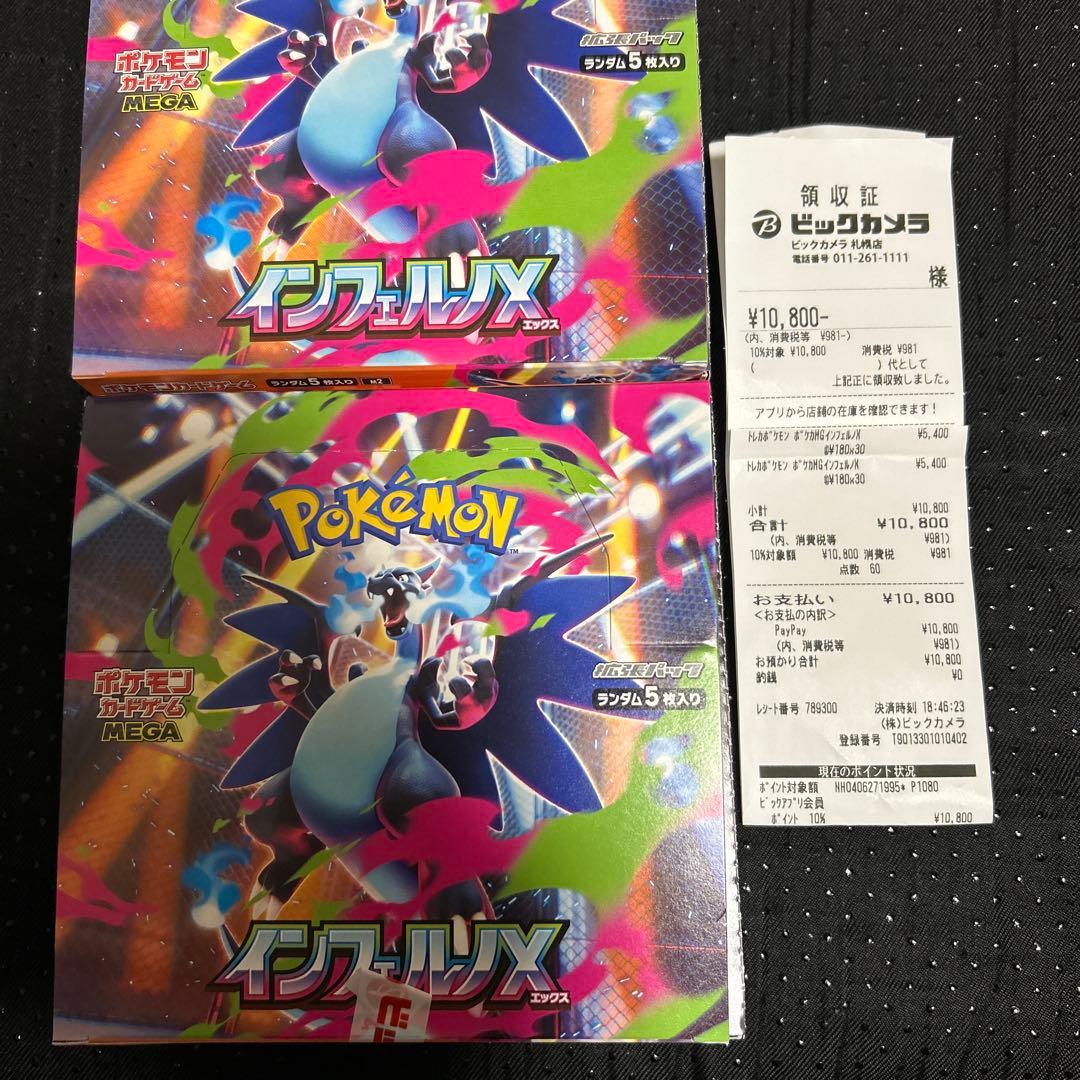 ポケモン
カードゲーム
MEGA
拡張パック
ランダム5枚入り
インフェルノX
エックス
ポケモンカードゲーム ランダム5枚入り M2
POKéMON
TM
ポケモン
カードゲーム
MEGA
拡張パック
ランダム5枚入り
インフェルノX
エックス
ビ
領収証
ビックカメラ
ビックカメラ 札幌店
電話番号 011-261-1111
様
¥10,800-
(内、消費税等 ¥981-)
10%対象 ¥10,800 消費税 ¥981
( )代として
上記正に領収致しました。
アプリから店鋪の在庫を確認できます!
トレカポケモン ポケカMGインフェルノX ¥5,400
@¥180x30
トレカポケモン ポケカMGインフェルノX ¥5,400
@¥180x30
小計 ¥10,800
合計 ¥10,800
(内、消費税等 ¥981)
10%対象額 ¥10,800 消費税 ¥981
点数 60
お支払い ¥10,800
<お支払の内訳>
PayPay ¥10,800
(内、消費税等 ¥981)
お預かり合計 ¥10,800
釣銭 ¥0
レシート番号 789300 決済時刻 18:46:23
(株)ビックカメラ
登録番号 T9013301010402
現在のポイント状況
ポイント対象額 NH0406271995* P1080
ビックアプリ会員
ポイント 10% ¥10,800